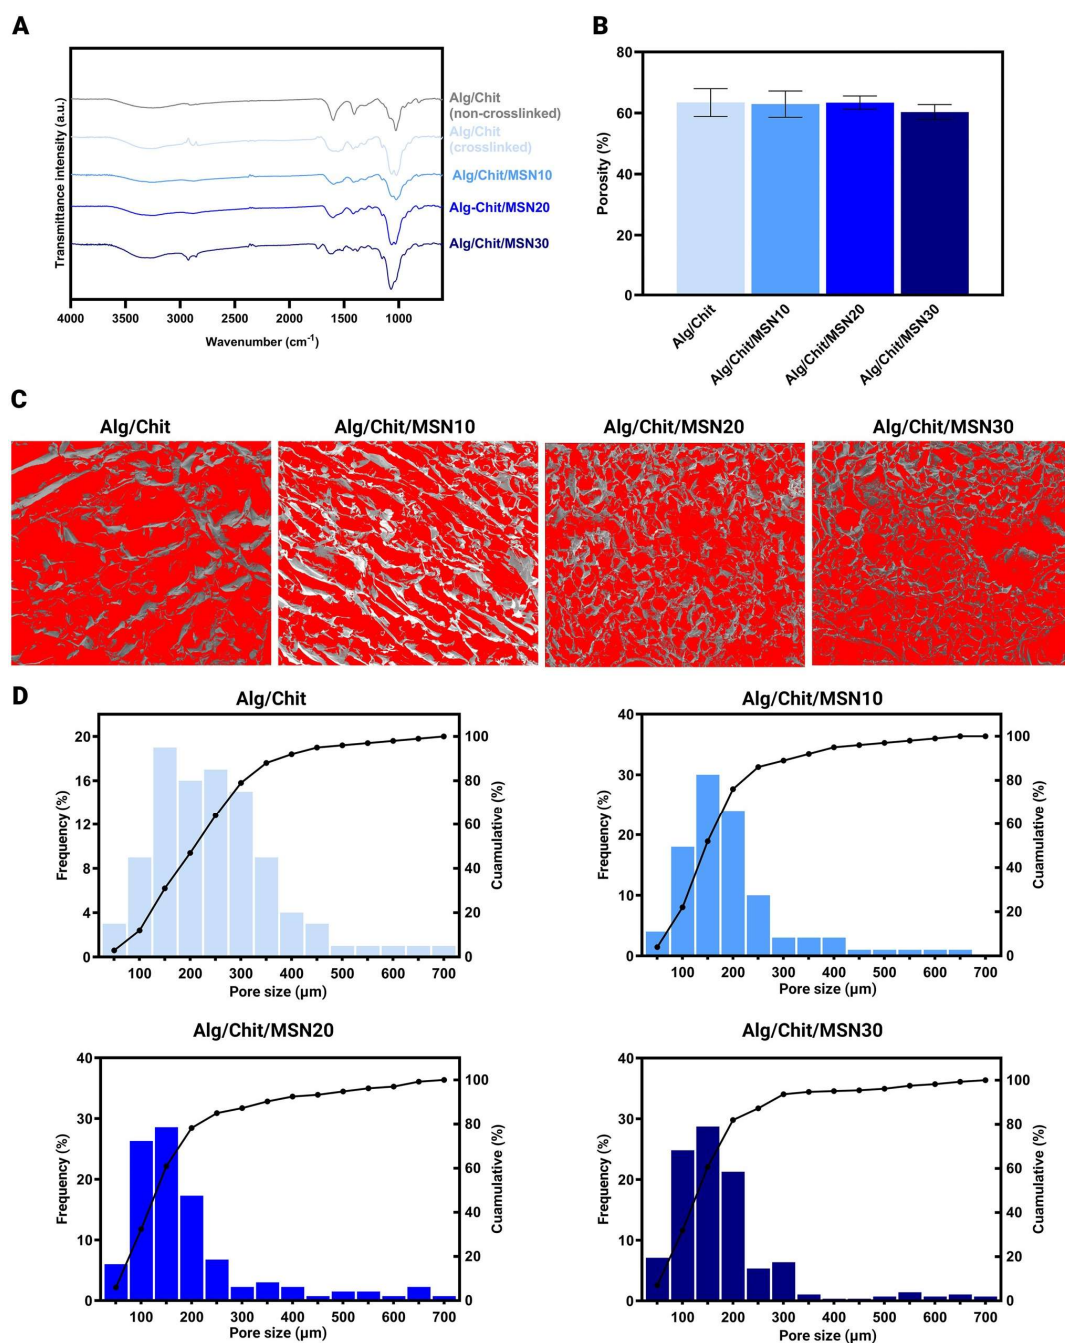 A
Transmittance intensity (a.u.)
Alg/Chit
(non-crosslinked)
Alg/Chit
(crosslinked)
Alg/Chit/MSN10
Alg-Chit/MSN20
Alg/Chit/MSN30
4000 3500 3000 2500 2000 1500 1000
Wavenumber (cm-1)
B
Porosity (%)
80
60
40
20
0
Alg/Chit
Alg/Chit/MSN10
Alg/Chit/MSN20
Alg/Chit/MSN30
C
Alg/Chit Alg/Chit/MSN10 Alg/Chit/MSN20 Alg/Chit/MSN30
D
Alg/Chit
Frequency (%)
20
16
12
8
4
0
100 200 300 400 500 600 700
Pore size (µm)
100
80
60
40
20
0
Cuamulative (%)
Alg/Chit/MSN10
Frequency (%)
40
30
20
10
0
100 200 300 400 500 600 700
Pore size (µm)
100
80
60
40
20
0
Cuamulative (%)
Alg/Chit/MSN20
Frequency (%)
40
30
20
10
0
100 200 300 400 500 600 700
Pore size (µm)
100
80
60
40
20
0
Cuamulative (%)
Alg/Chit/MSN30
Frequency (%)
40
30
20
10
0
100 200 300 400 500 600 700
Pore size (µm)
100
80
60
40
20
0
Cuamulative (%)